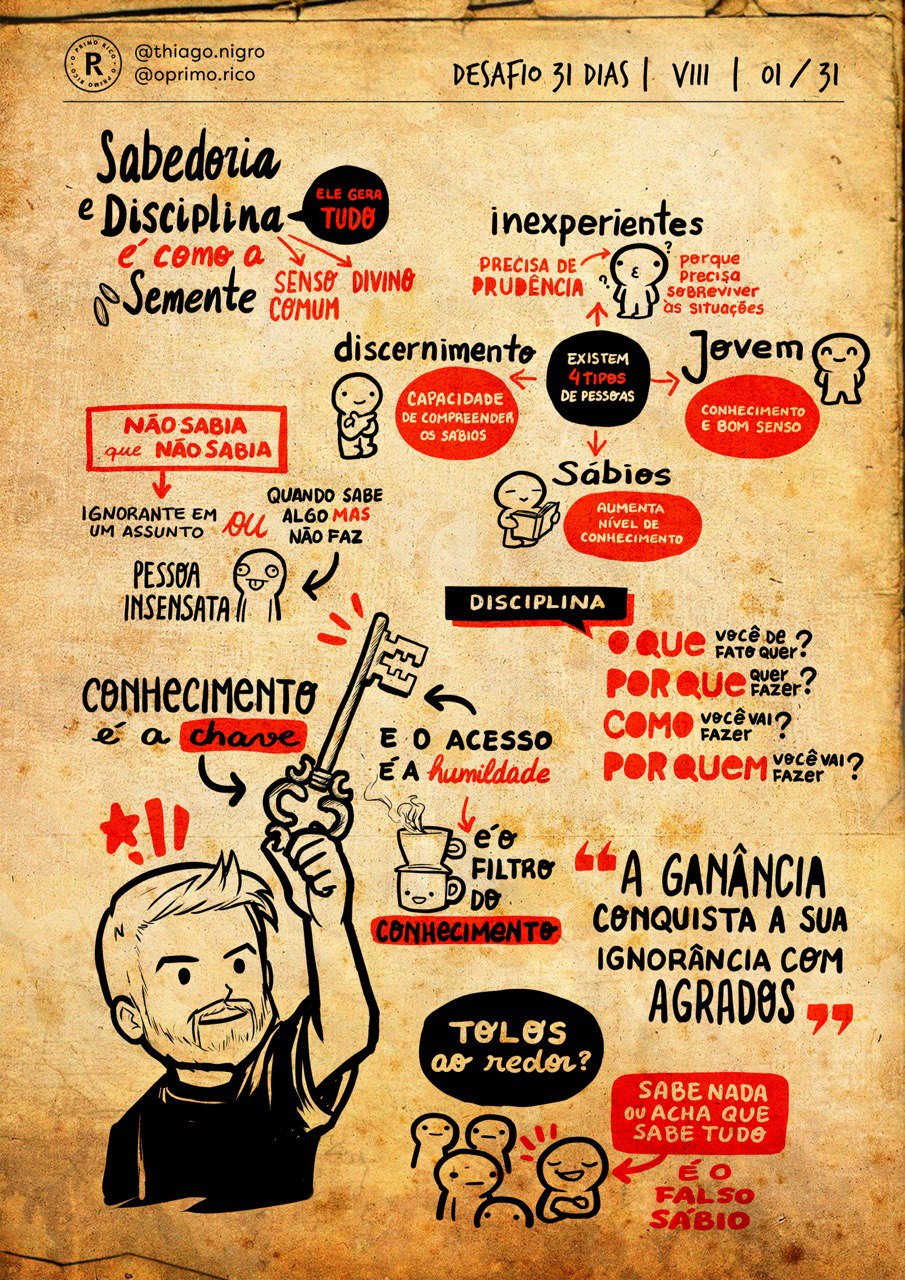 R
O PRIMO RICO • O PRIMO RICO •
@thiago.nigro
@oprimo.rico
DESAFIO 31 DIAS | VIII | 01 / 31
Sabedoria
e Disciplina
é como a
Semente
ELE GERA
TUDO
SENSO
COMUM
DIVINO
inexperientes
PRECISA DE
PRUDÊNCIA
? ?
porque
precisa
sobreviver
às situações
discernimento
CAPACIDADE
DE COMPREENDER
OS SÁBIOS
EXISTEM
4 TIPOS
DE PESSOAS
Jovem
CONHECIMENTO
E BOM SENSO
Sábios
AUMENTA
NÍVEL DE
CONHECIMENTO
NÃO SABIA
que NÃO SABIA
IGNORANTE EM
UM ASSUNTO
OU
QUANDO SABE
ALGO MAS
NÃO FAZ
PESSOA
INSENSATA
DISCIPLINA
O QUE VOCÊ DE FATO QUER?
POR QUE QUER FAZER?
COMO VOCÊ VAI FAZER?
POR QUEM VOCÊ VAI FAZER?
CONHECIMENTO
é a chave
E O ACESSO
É A humildade
é o
FILTRO
DO
CONHECIMENTO
“A GANÂNCIA
CONQUISTA A SUA
IGNORÂNCIA COM
AGRADOS”
TOLOS
ao redor?
SABE NADA
OU ACHA QUE
SABE TUDO
É O
FALSO
SÁBIO